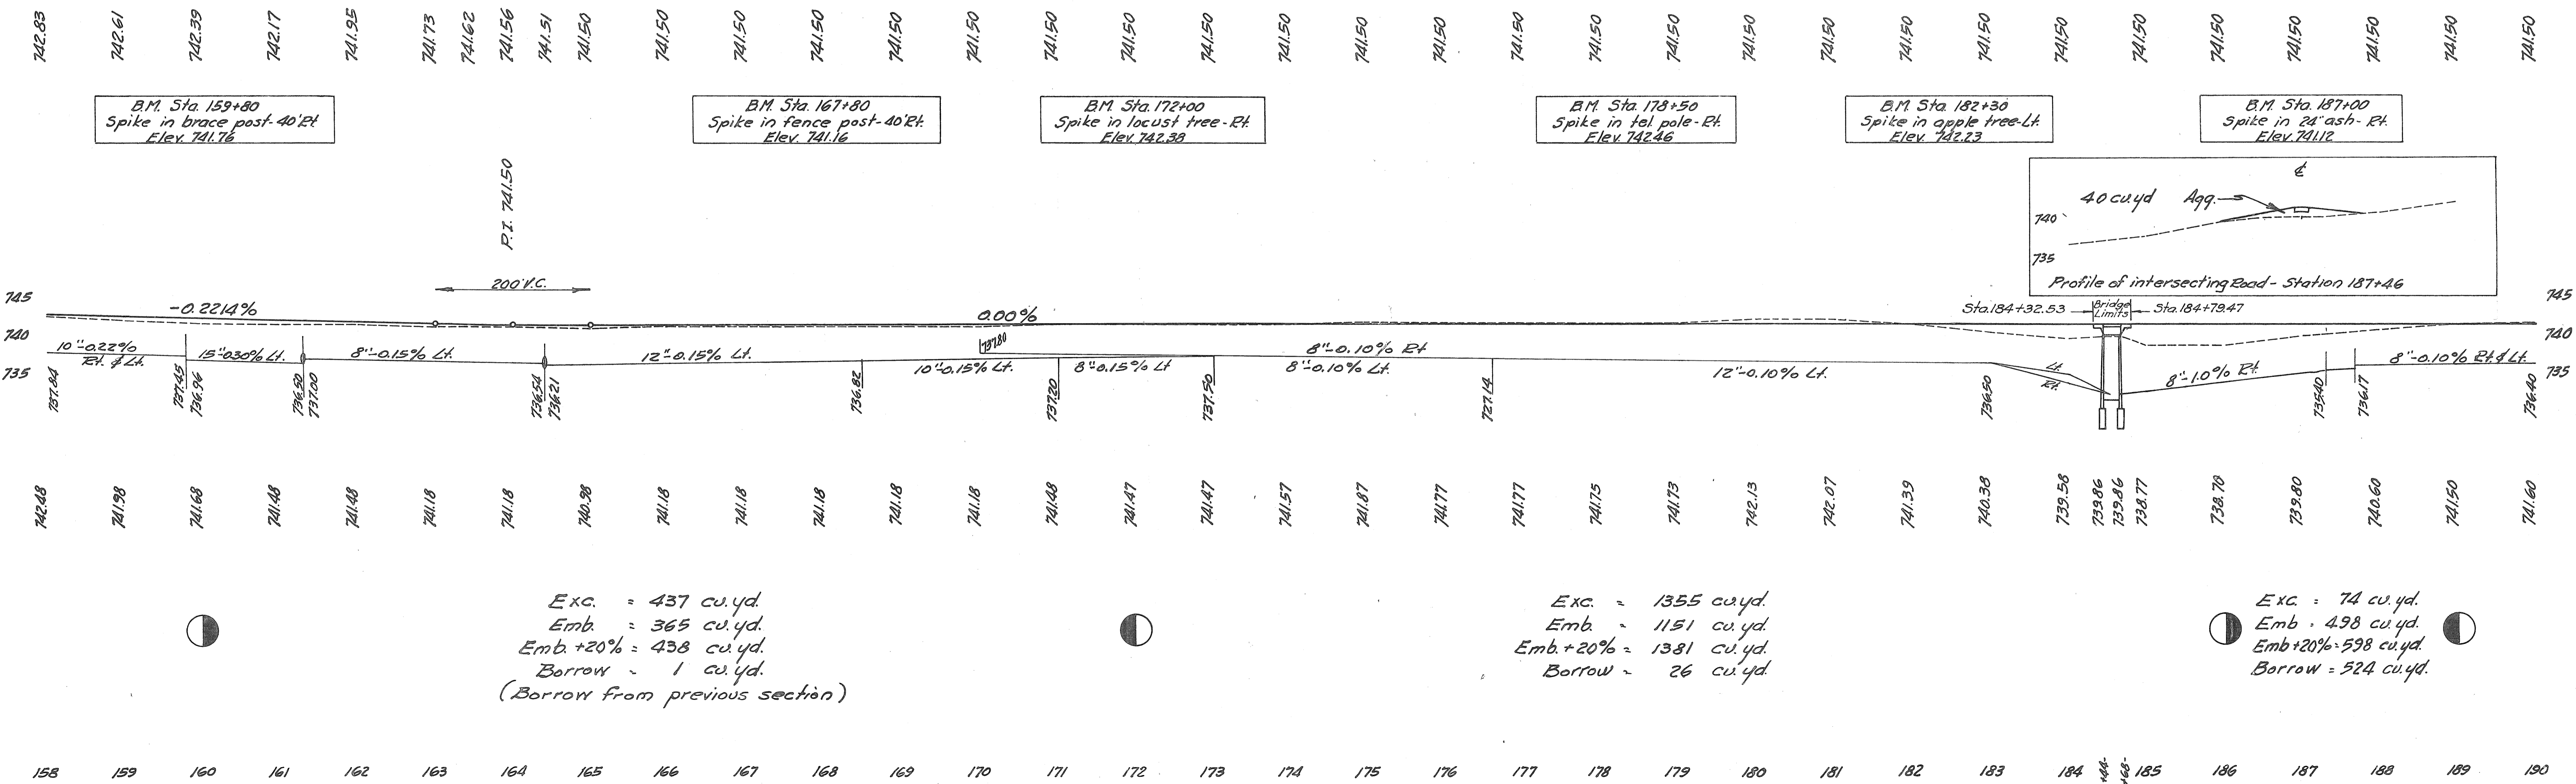 742.83 742.61 742.39 742.17 741.95 741.73 741.62 741.56 741.51 741.50 741.50 741.50 741.50 741.50 741.50 741.50 741.50 741.50 741.50 741.50 741.50 741.50 741.50 741.50 741.50 741.50 741.50 741.50 741.50 741.50 741.50 741.50 741.50 741.50 741.50
B.M. Sta. 159+80
Spike in brace post-40'Rt.
Elev. 741.76
B.M. Sta. 167+80
Spike in fence post-40'Rt.
Elev. 741.16
B.M. Sta. 172+00
Spike in locust tree-Rt.
Elev. 742.38
B.M. Sta. 178+50
Spike in tel. pole-Rt.
Elev. 742.46
B.M. Sta. 182+30
Spike in apple tree-Lt.
Elev. 742.23
B.M. Sta. 187+00
Spike in 24" ash-Rt.
Elev. 741.12
P.I. 741.50
℄
40 cu.yd Agg.
740
735
Profile of intersecting Road - Station 187+46
200' V.C.
745 -0.2214% 0.00% Sta.184+32.53 Bridge Limits Sta.184+79.47 745
740 740
10"-0.22% Rt. & Lt.
15"-0.30% Lt.
8"-0.15% Lt.
12"-0.15% Lt.
737.80
10"-0.15% Lt.
8"-0.15% Lt
8"-0.10% Rt
8"-0.10% Lt.
12"-0.10% Lt.
Lt.
Rt.
8"-1.0% Rt.
8"-0.10% Rt.& Lt.
735 735
737.84 737.45 736.96 736.50 737.00 736.54 736.21 736.82 737.20 737.50 727.14 736.50 735.40 736.17 736.40
742.48 741.98 741.68 741.48 741.48 741.18 741.18 740.98 741.18 741.18 741.18 741.18 741.18 741.48 741.47 741.47 741.57 741.87 741.77 741.77 741.75 741.73 742.13 742.07 741.39 740.38 739.58 739.86 739.86 738.77 738.70 739.80 740.60 741.50 741.60
Exc. = 437 cu.yd.
Emb. = 365 cu.yd.
Emb.+20% = 438 cu.yd.
Borrow = 1 cu.yd.
(Borrow from previous section)
Exc. = 1355 cu.yd.
Emb. = 1151 cu.yd.
Emb.+20% = 1381 cu.yd.
Borrow = 26 cu.yd.
Exc. = 74 cu.yd.
Emb = 498 cu.yd.
Emb+20% = 598 cu.yd.
Borrow = 524 cu.yd.
158 159 160 161 162 163 164 165 166 167 168 169 170 171 172 173 174 175 176 177 178 179 180 181 182 183 184 +44- +68- 185 186 187 188 189 190